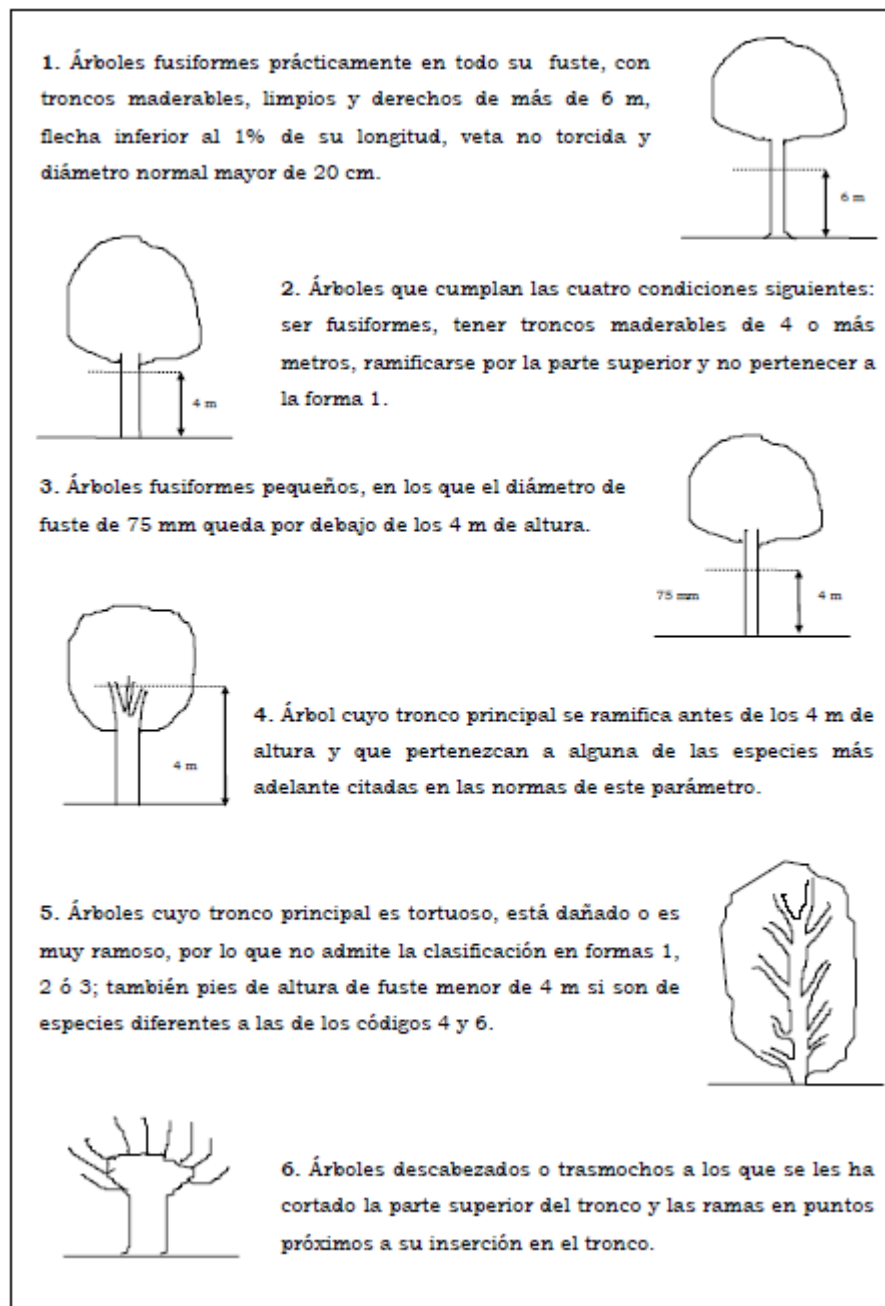 1. Árboles fusiformes prácticamente en todo su fuste, con
troncos maderables, limpios y derechos de más de 6 m,
flecha inferior al 1% de su longitud, veta no torcida y
diámetro normal mayor de 20 cm.
6 m
2. Árboles que cumplan las cuatro condiciones siguientes:
ser fusiformes, tener troncos maderables de 4 o más
metros, ramificarse por la parte superior y no pertenecer a
la forma 1.
4 m
3. Árboles fusiformes pequeños, en los que el diámetro de
fuste de 75 mm queda por debajo de los 4 m de altura.
75 mm
4 m
4. Árbol cuyo tronco principal se ramifica antes de los 4 m de
altura y que pertenezcan a alguna de las especies más
adelante citadas en las normas de este parámetro.
4 m
5. Árboles cuyo tronco principal es tortuoso, está dañado o es
muy ramoso, por lo que no admite la clasificación en formas 1,
2 ó 3; también pies de altura de fuste menor de 4 m si son de
especies diferentes a las de los códigos 4 y 6.
6. Árboles descabezados o trasmochos a los que se les ha
cortado la parte superior del tronco y las ramas en puntos
próximos a su inserción en el tronco.